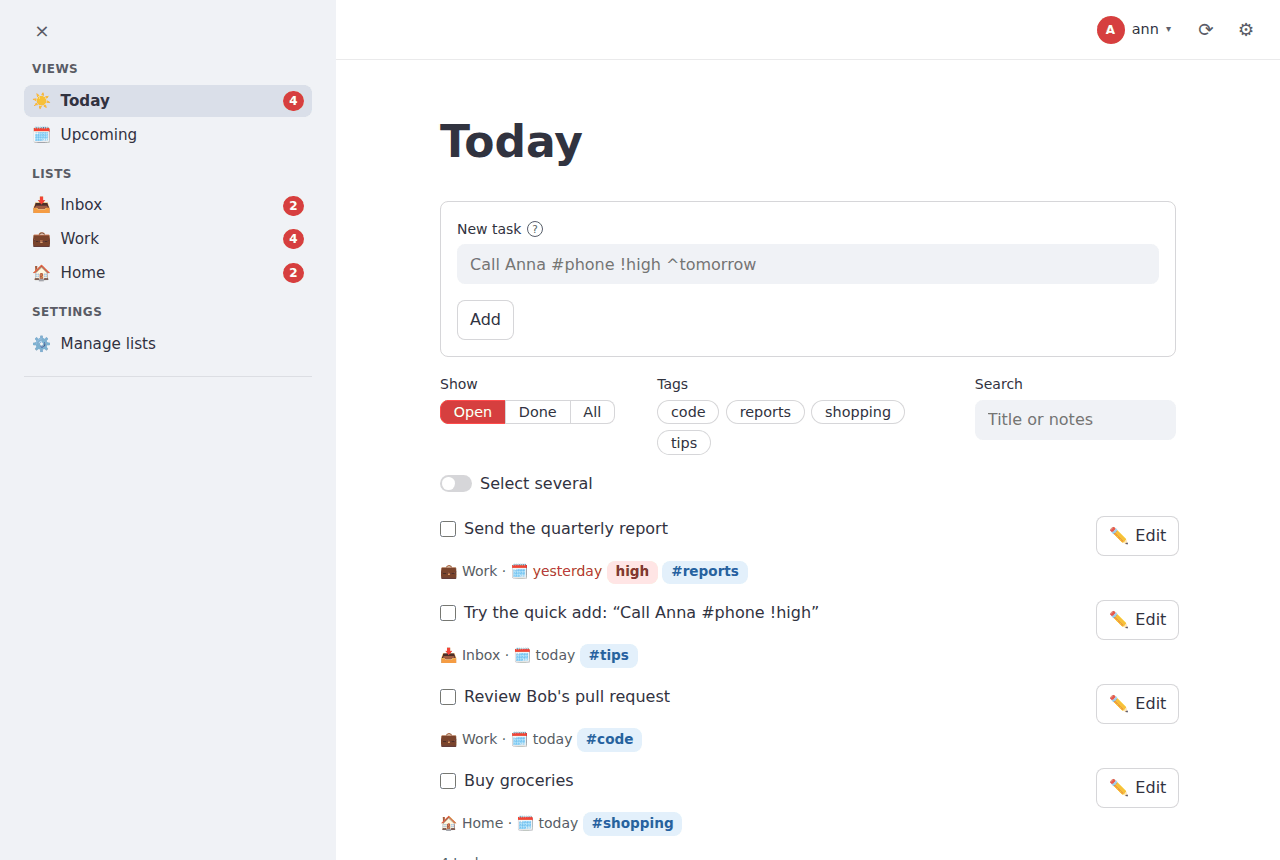 ✕
VIEWS
☀️ Today 4
🗓️ Upcoming
LISTS
📥 Inbox 2
💼 Work 4
🏠 Home 2
SETTINGS
⚙️ Manage lists
A ann ▾ ⟳ ⚙
Today
New task ?
Call Anna #phone !high ^tomorrow
Add
Show Tags Search
Open Done All code reports shopping Title or notes
tips
Select several
Send the quarterly report ✏️ Edit
💼 Work · 🗓️ yesterday high #reports
Try the quick add: “Call Anna #phone !high” ✏️ Edit
📥 Inbox · 🗓️ today #tips
Review Bob's pull request ✏️ Edit
💼 Work · 🗓️ today #code
Buy groceries ✏️ Edit
🏠 Home · 🗓️ today #shopping